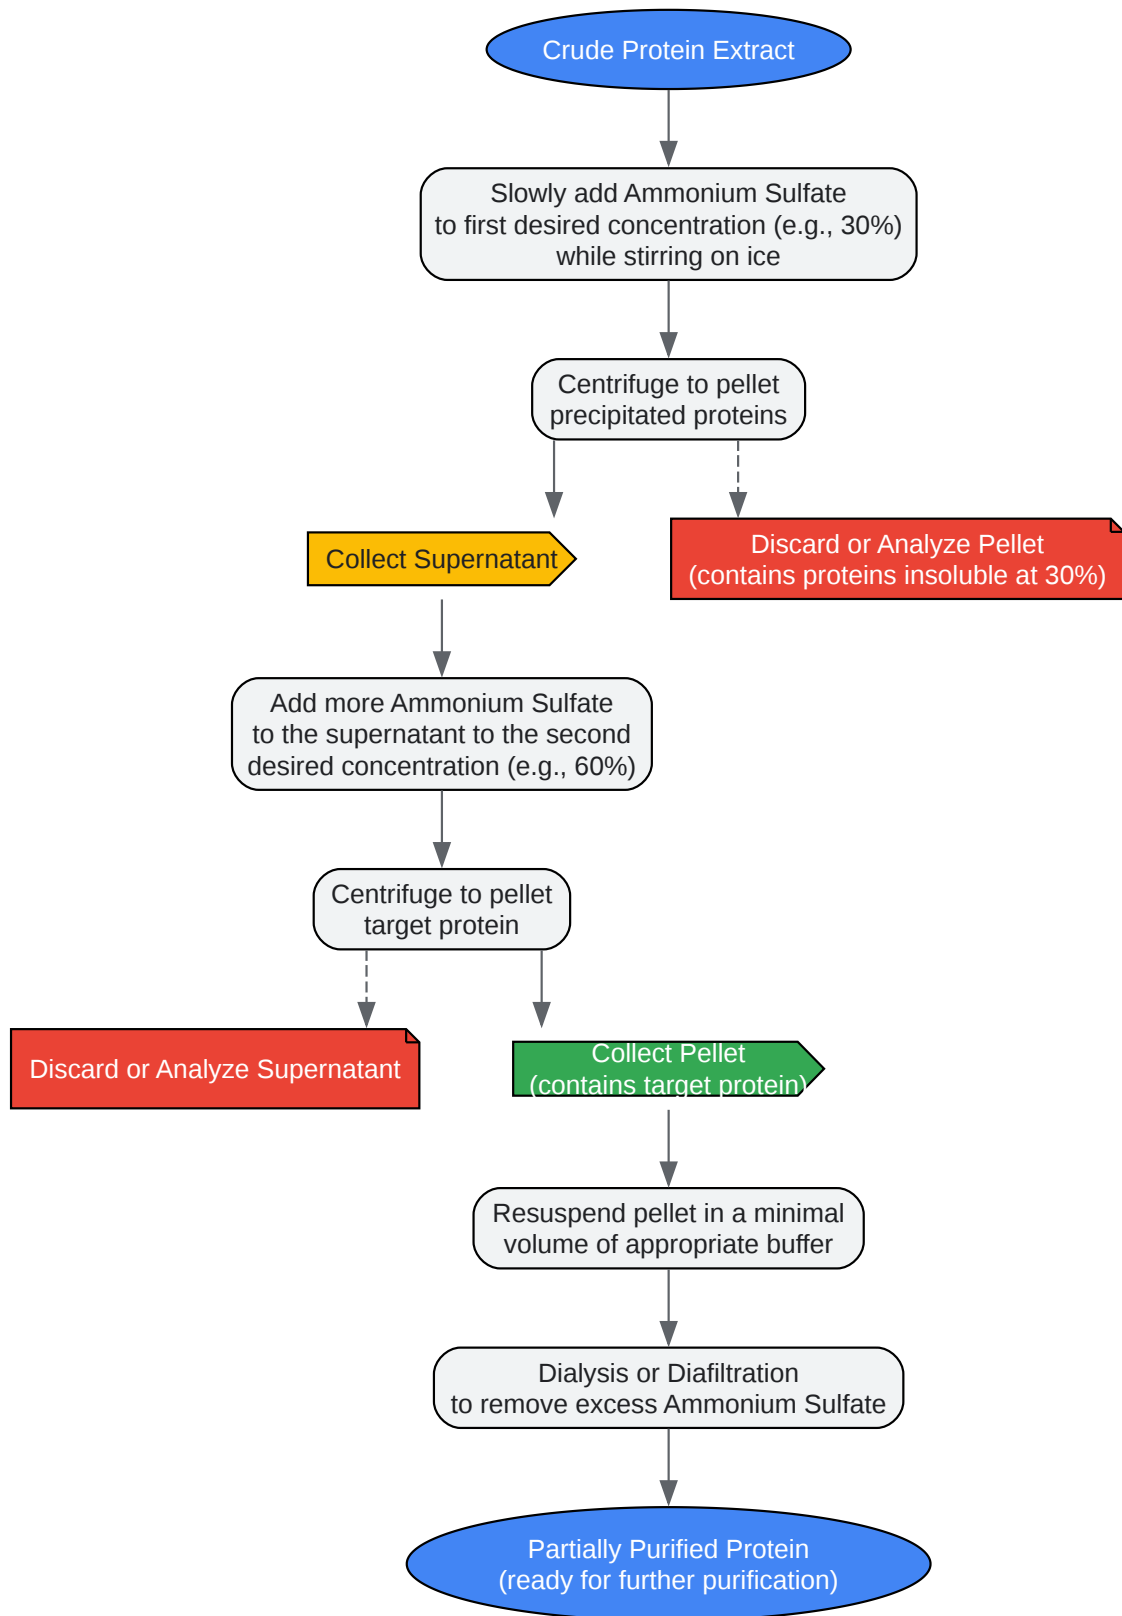 Crude Protein Extract
Slowly add Ammonium Sulfate
to first desired concentration (e.g., 30%)
while stirring on ice
Centrifuge to pellet
precipitated proteins
Collect Supernatant
Discard or Analyze Pellet
(contains proteins insoluble at 30%)
Add more Ammonium Sulfate
to the supernatant to the second
desired concentration (e.g., 60%)
Centrifuge to pellet
target protein
Discard or Analyze Supernatant
Collect Pellet
(contains target protein)
Resuspend pellet in a minimal
volume of appropriate buffer
Dialysis or Diafiltration
to remove excess Ammonium Sulfate
Partially Purified Protein
(ready for further purification)